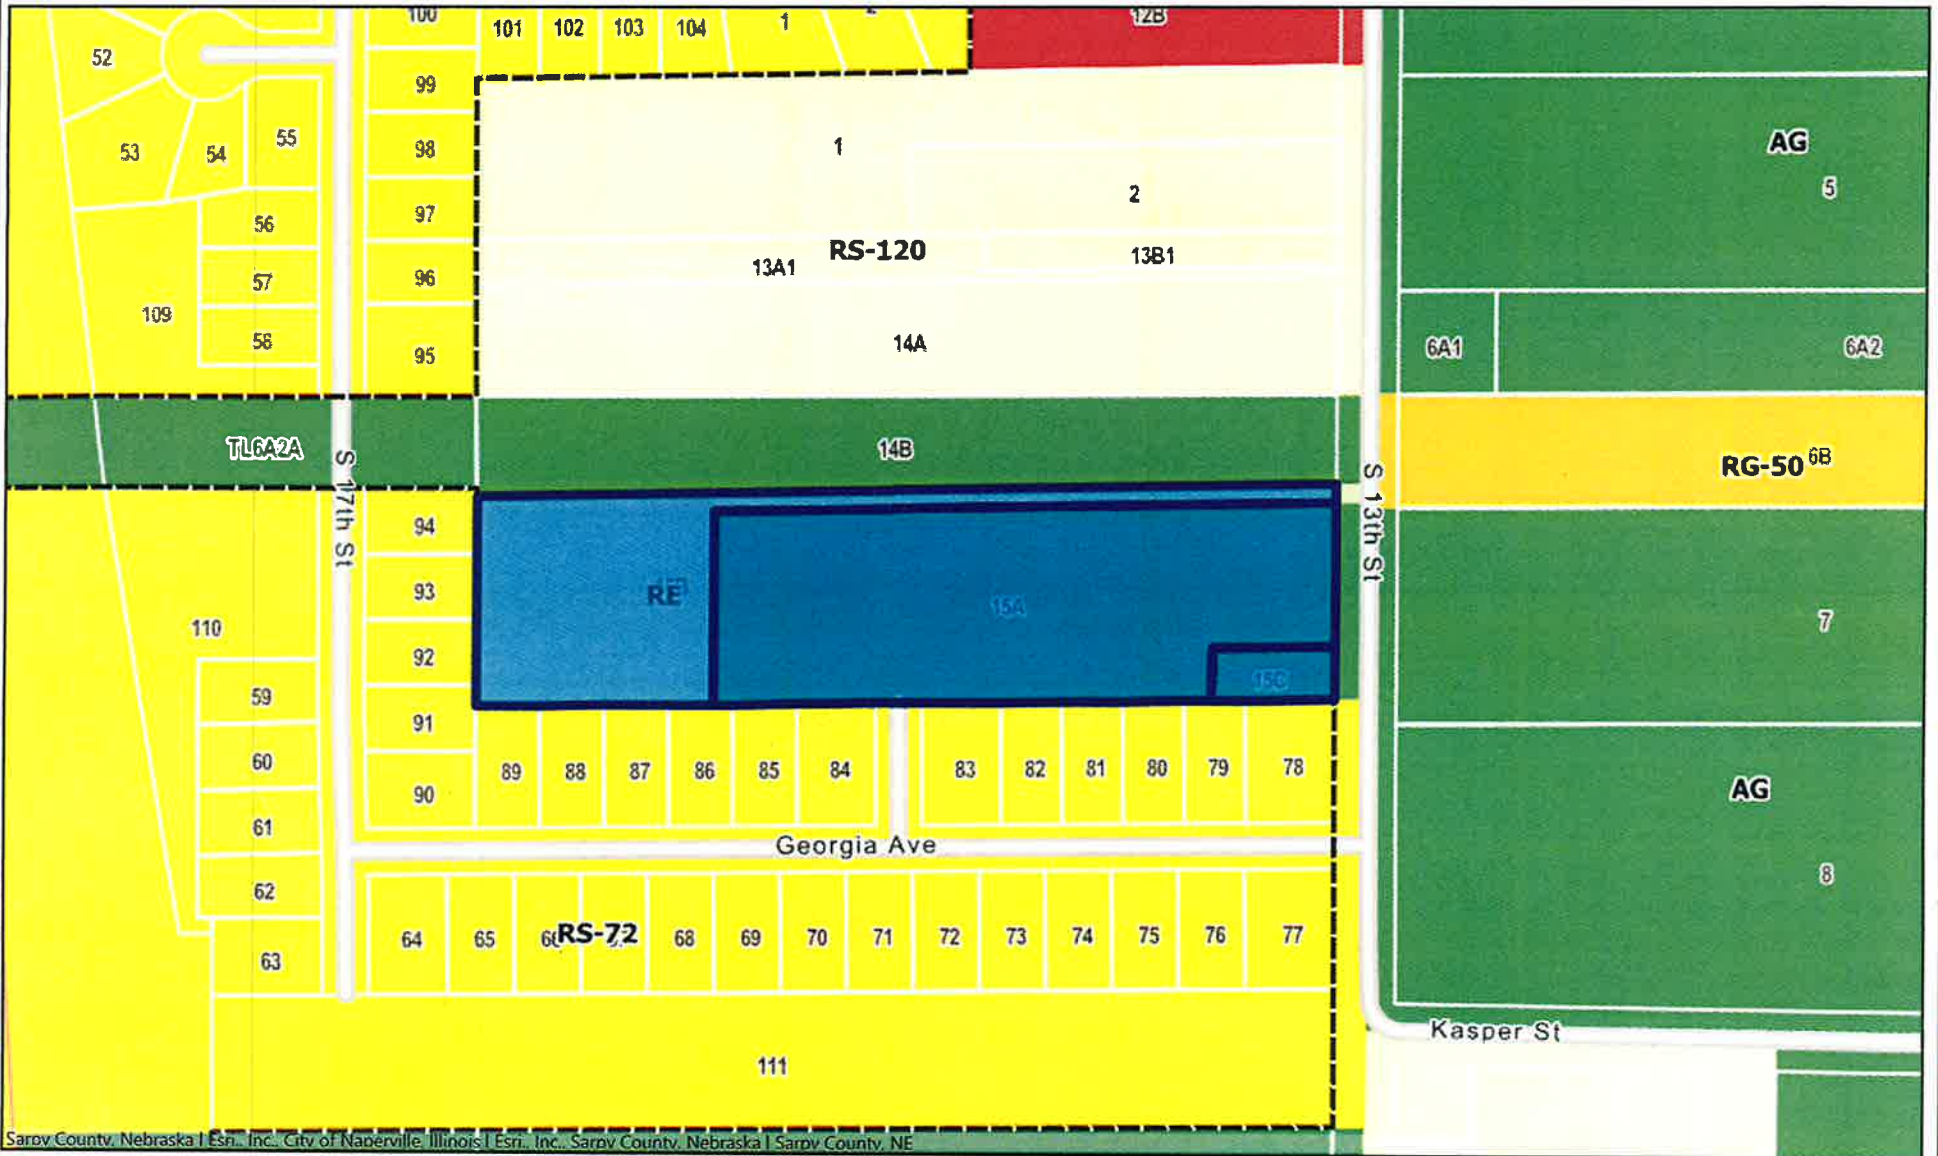 100
101 102 103 104 1
12B
52
99
53 54 55
98
1
AG
5
56
97
2
RS-120
57
96
13A1
13B1
109
58
95
14A
6A1
6A2
TL6A2A
14B
RG-50 6B
S 17th St
S 13th St
94
RE
93
15A
110
92
7
59
91
15C
60
90
89 88 87 86 85 84 83 82 81 80 79 78
AG
61
Georgia Ave
62
8
64 65 RS-72 68 69 70 71 72 73 74 75 76 77
63
Kasper St
111
Sarpy County, Nebraska | Esri., Inc., City of Naperville, Illinois | Esri., Inc., Sarpy County, Nebraska | Sarpy County, NE